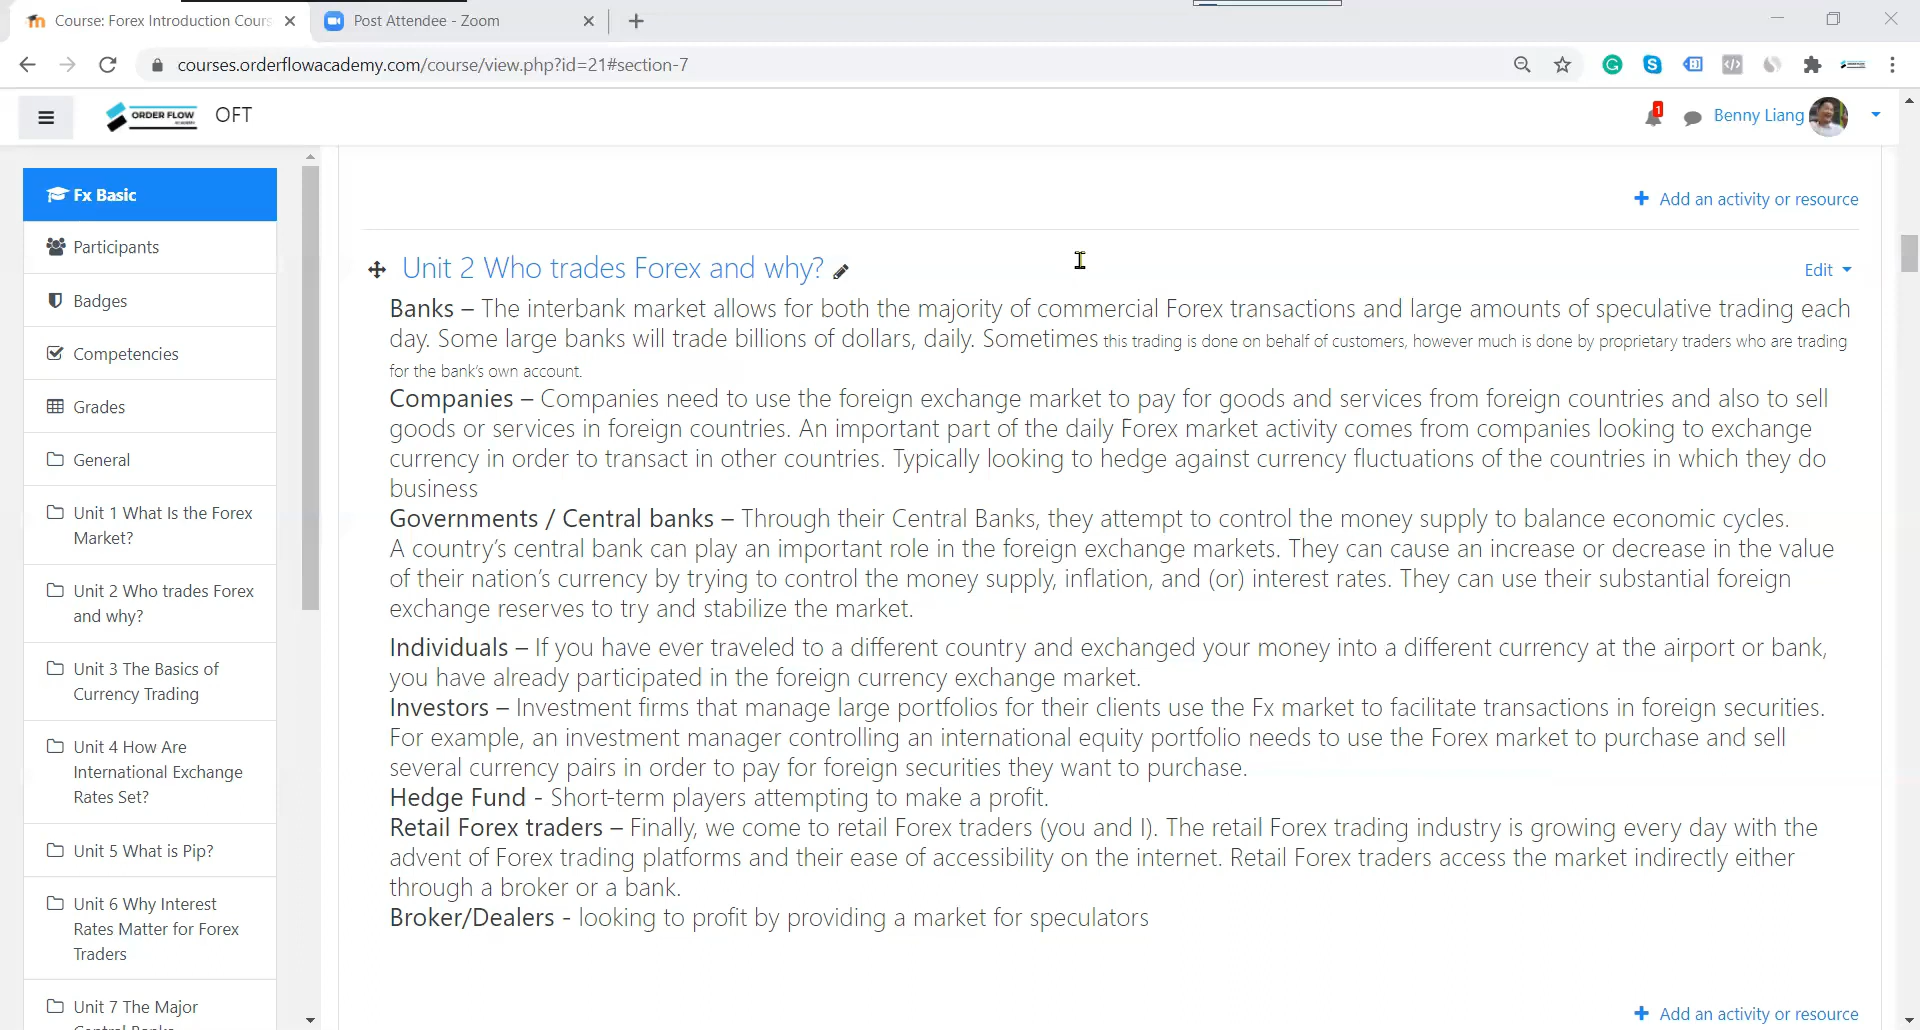 Course: Forex Introduction Cours
Post Attendee - Zoom
courses.orderflowacademy.com/course/view.php?id=21#section-7
ORDER FLOW
OFT
1
Benny Liang
Fx Basic
Participants
Badges
Competencies
Grades
General
Unit 1 What Is the Forex
Market?
Unit 2 Who trades Forex
and why?
Unit 3 The Basics of
Currency Trading
Unit 4 How Are
International Exchange
Rates Set?
Unit 5 What is Pip?
Unit 6 Why Interest
Rates Matter for Forex
Traders
Unit 7 The Major
Add an activity or resource
Unit 2 Who trades Forex and why?
Edit
Banks – The interbank market allows for both the majority of commercial Forex transactions and large amounts of speculative trading each
day. Some large banks will trade billions of dollars, daily. Sometimes this trading is done on behalf of customers, however much is done by proprietary traders who are trading
for the bank's own account.
Companies – Companies need to use the foreign exchange market to pay for goods and services from foreign countries and also to sell
goods or services in foreign countries. An important part of the daily Forex market activity comes from companies looking to exchange
currency in order to transact in other countries. Typically looking to hedge against currency fluctuations of the countries in which they do
business
Governments / Central banks – Through their Central Banks, they attempt to control the money supply to balance economic cycles.
A country's central bank can play an important role in the foreign exchange markets. They can cause an increase or decrease in the value
of their nation's currency by trying to control the money supply, inflation, and (or) interest rates. They can use their substantial foreign
exchange reserves to try and stabilize the market.
Individuals – If you have ever traveled to a different country and exchanged your money into a different currency at the airport or bank,
you have already participated in the foreign currency exchange market.
Investors – Investment firms that manage large portfolios for their clients use the Fx market to facilitate transactions in foreign securities.
For example, an investment manager controlling an international equity portfolio needs to use the Forex market to purchase and sell
several currency pairs in order to pay for foreign securities they want to purchase.
Hedge Fund - Short-term players attempting to make a profit.
Retail Forex traders – Finally, we come to retail Forex traders (you and I). The retail Forex trading industry is growing every day with the
advent of Forex trading platforms and their ease of accessibility on the internet. Retail Forex traders access the market indirectly either
through a broker or a bank.
Broker/Dealers - looking to profit by providing a market for speculators
Add an activity or resource